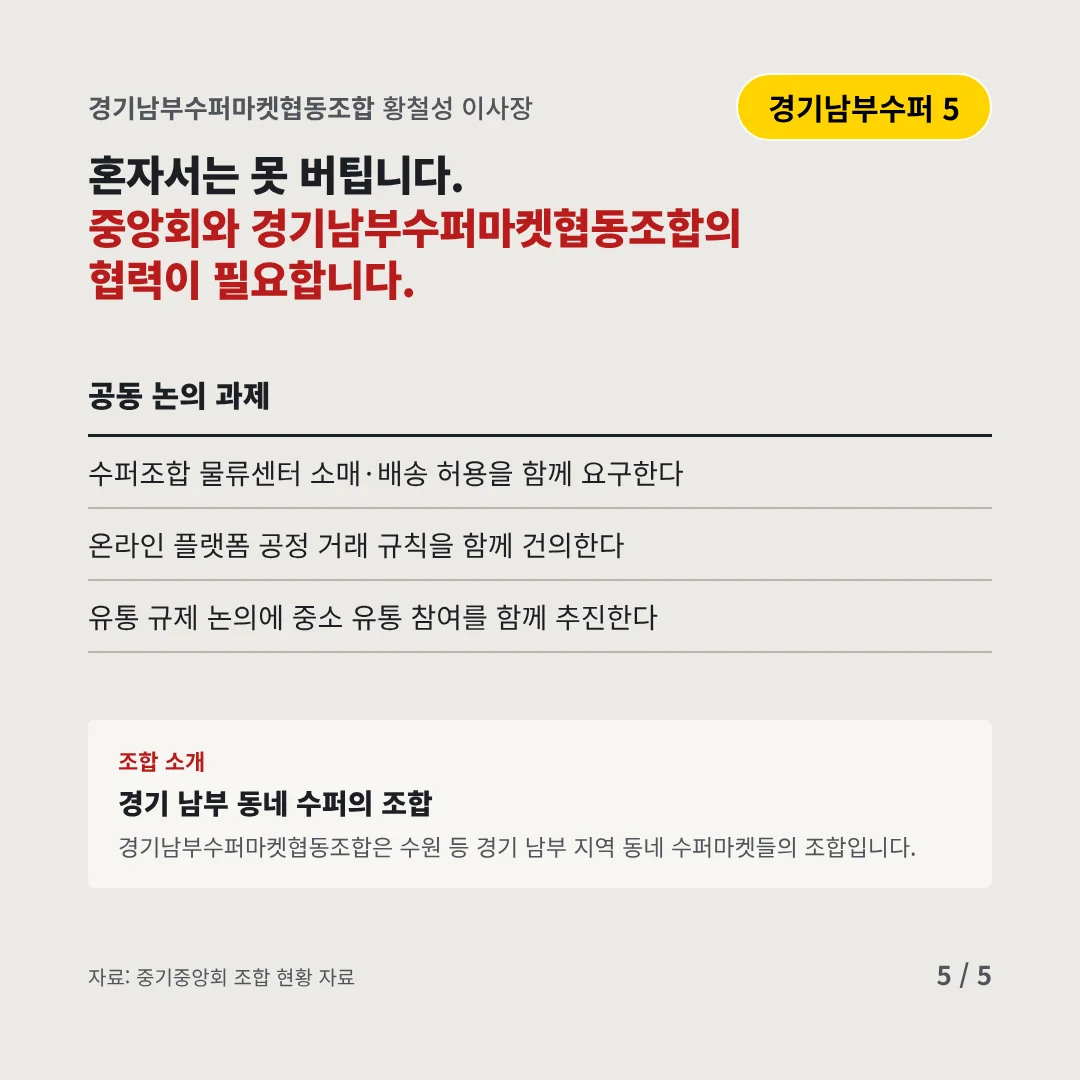 경기남부수퍼마켓협동조합 황철성 이사장
경기남부수퍼 5
혼자서는 못 버팁니다.
중앙회와 경기남부수퍼마켓협동조합의
협력이 필요합니다.
공동 논의 과제
수퍼조합 물류센터 소매·배송 허용을 함께 요구한다
온라인 플랫폼 공정 거래 규칙을 함께 건의한다
유통 규제 논의에 중소 유통 참여를 함께 추진한다
조합 소개
경기 남부 동네 수퍼의 조합
경기남부수퍼마켓협동조합은 수원 등 경기 남부 지역 동네 수퍼마켓들의 조합입니다.
자료: 중기중앙회 조합 현황 자료
5 / 5